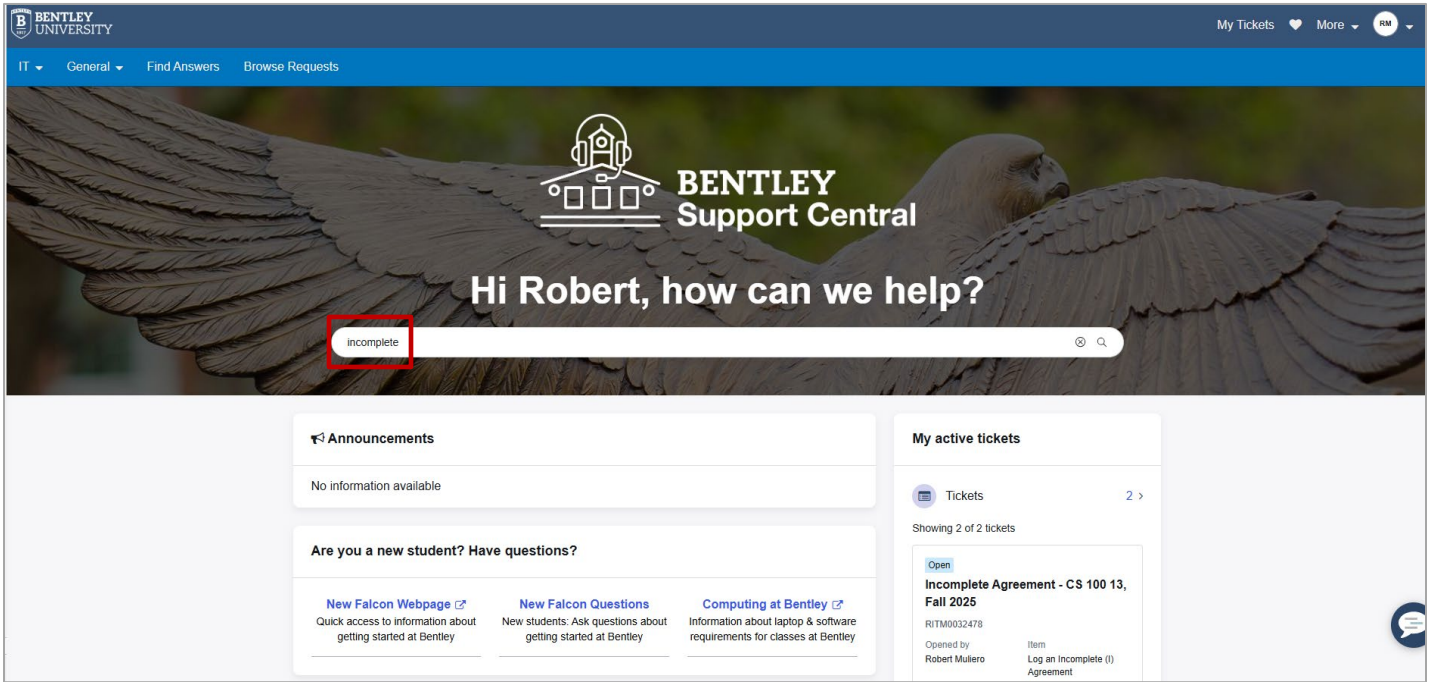 BENTLEY
UNIVERSITY
My Tickets
More
RM
IT
General
Find Answers
Browse Requests
BENTLEY
Support Central
Hi Robert, how can we help?
incomplete
Announcements
No information available
Are you a new student? Have questions?
New Falcon Webpage
Quick access to information about
getting started at Bentley
New Falcon Questions
New students: Ask questions about
getting started at Bentley
Computing at Bentley
Information about laptop & software
requirements for classes at Bentley
My active tickets
Tickets
2
Showing 2 of 2 tickets
Open
Incomplete Agreement - CS 100 13,
Fall 2025
RITM0032478
Opened by
Robert Muliero
Item
Log an Incomplete (I)
Agreement